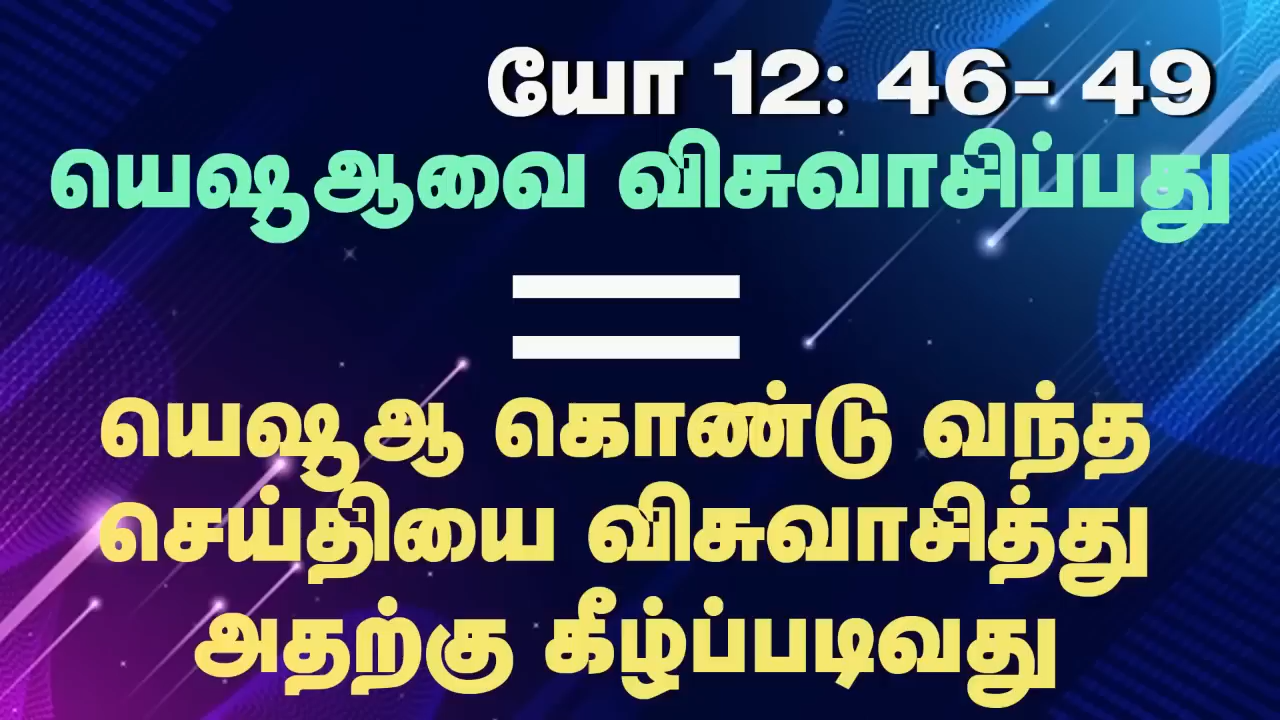 யோ 12: 46- 49
யெஷுஆவை விசுவாசிப்பது
=
யெஷுஆ கொண்டு வந்த
செய்தியை விசுவாசித்து
அதற்கு கீழ்ப்படிவது